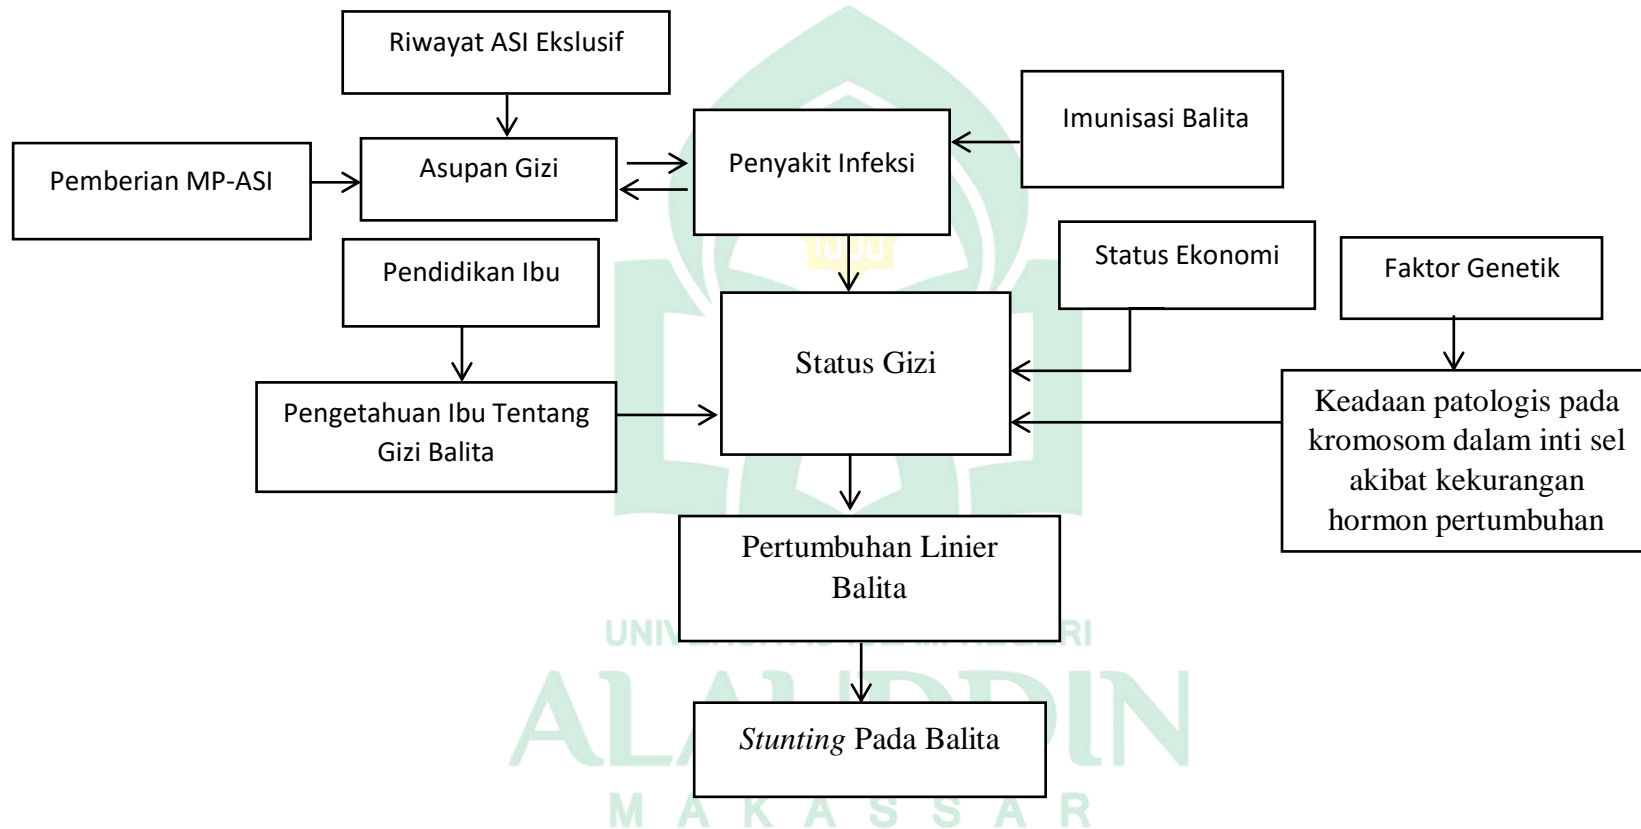 Riwayat ASI Ekslusif
Imunisasi Balita
Pemberian MP-ASI
Asupan Gizi
Penyakit Infeksi
Pendidikan Ibu
Status Ekonomi
Faktor Genetik
Status Gizi
Pengetahuan Ibu Tentang
Gizi Balita
Keadaan patologis pada
kromosom dalam inti sel
akibat kekurangan
hormon pertumbuhan
Pertumbuhan Linier
Balita
Stunting Pada Balita
MAKASSAR